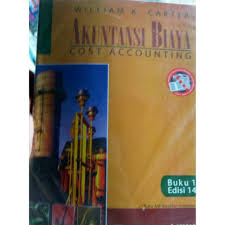 WILLIAM K. CARTER
AKUNTANSI BIAYA
COST ACCOUNTING
Buku 1
Edisi 14